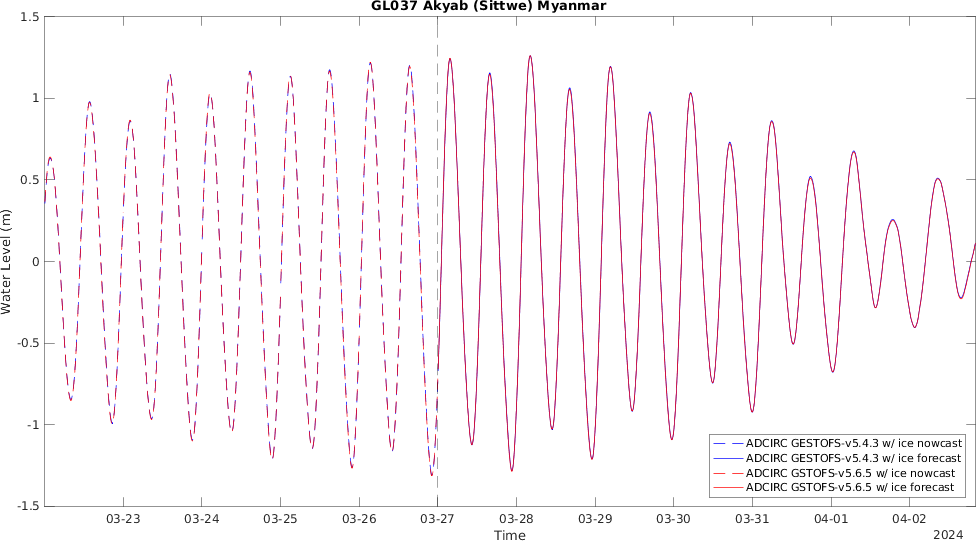 GL037 Akyab (Sittwe) Myanmar
1.5
1
0.5
0
-0.5
-1
-1.5
Water Level (m)
03-23 03-24 03-25 03-26 03-27 03-28 03-29 03-30 03-31 04-01 04-02
Time
2024
ADCIRC GESTOFS-v5.4.3 w/ ice nowcast
ADCIRC GESTOFS-v5.4.3 w/ ice forecast
ADCIRC GSTOFS-v5.6.5 w/ ice nowcast
ADCIRC GSTOFS-v5.6.5 w/ ice forecast